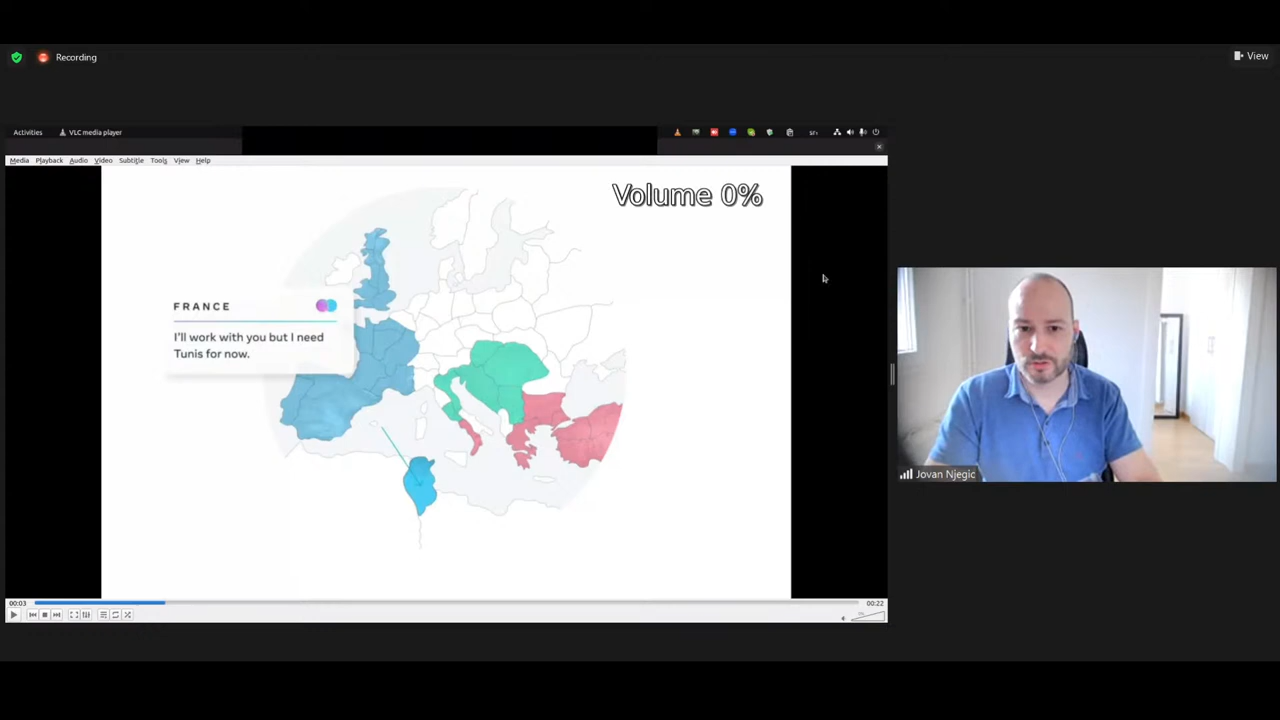 Recording
View
Activities
VLC media player
Media Playback Audio Video Subtitle Tools View Help
Volume 0%
FRANCE
I'll work with you but I need
Tunis for now.
Jovan Njegic
00:03
00:22